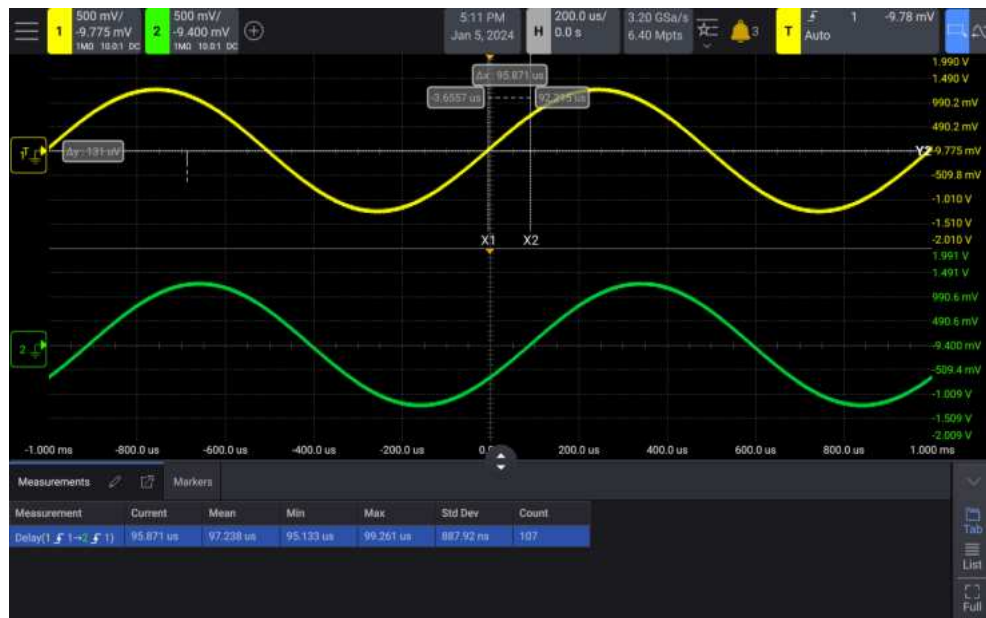 500 mV/ 500 mV/ 5:11 PM 200.0 us/ 3.20 GSa/s 1 -9.78 mV
1 -9.775 mV 2 -9.400 mV Jan 5, 2024 H 0.0 s 6.40 Mpts 3 T Auto
1MΩ 10.0:1 DC 1MΩ 10.0:1 DC
1.990 V
Δx : 95.871 us
1.490 V
-3.6557 us 92.215 us
990.2 mV
490.2 mV
1T Δy : 131 uV Y2 -9.775 mV
-509.8 mV
-1.010 V
-1.510 V
X1 X2
-2.010 V
1.991 V
1.491 V
990.6 mV
490.6 mV
2 -9.400 mV
-509.4 mV
-1.009 V
-1.509 V
-2.009 V
-1.000 ms -800.0 us -600.0 us -400.0 us -200.0 us 200.0 us 400.0 us 600.0 us 800.0 us 1.000 ms
Measurements Markers
Measurement Current Mean Min Max Std Dev Count
Delay(1 1→2 1) 95.871 us 97.238 us 95.133 us 99.261 us 887.92 ns 107
Tab
List
Full